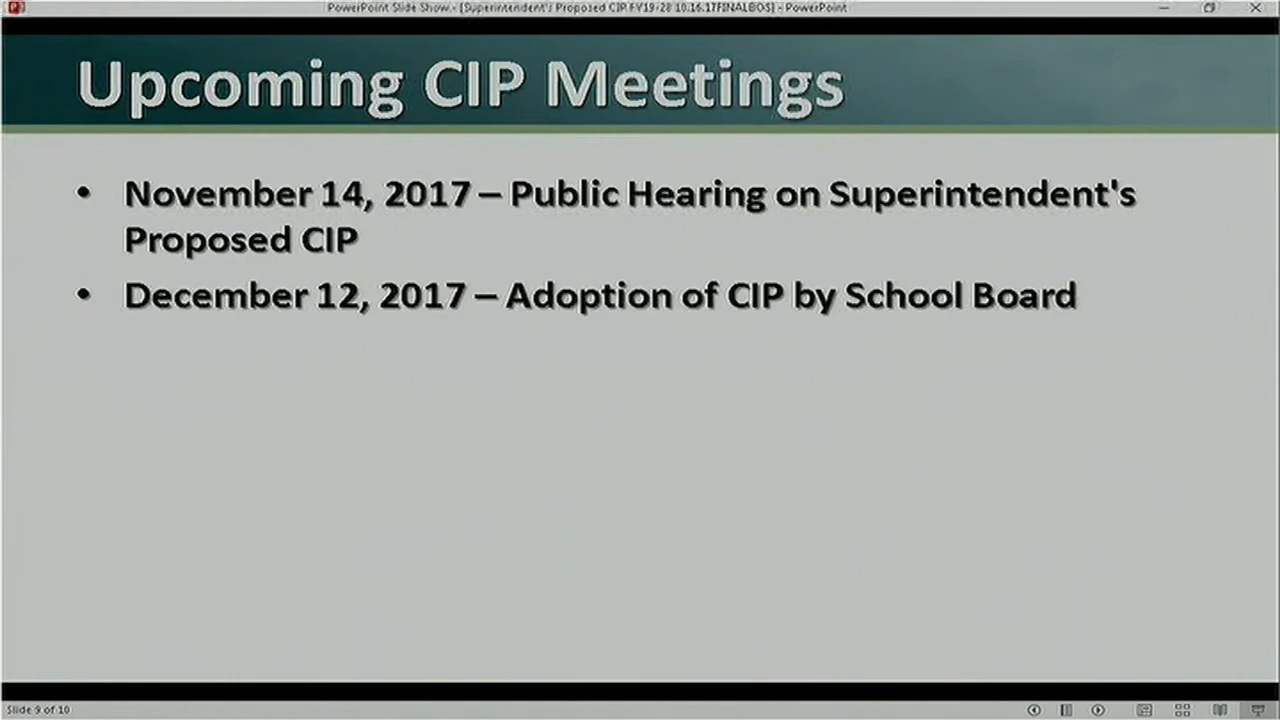 PowerPoint Slide Show - [Superintendent's Proposed CIP FY19-28 10.16.17FINALBOS] - PowerPoint
Upcoming CIP Meetings
• November 14, 2017 – Public Hearing on Superintendent's
Proposed CIP
• December 12, 2017 – Adoption of CIP by School Board
Slide 9 of 10